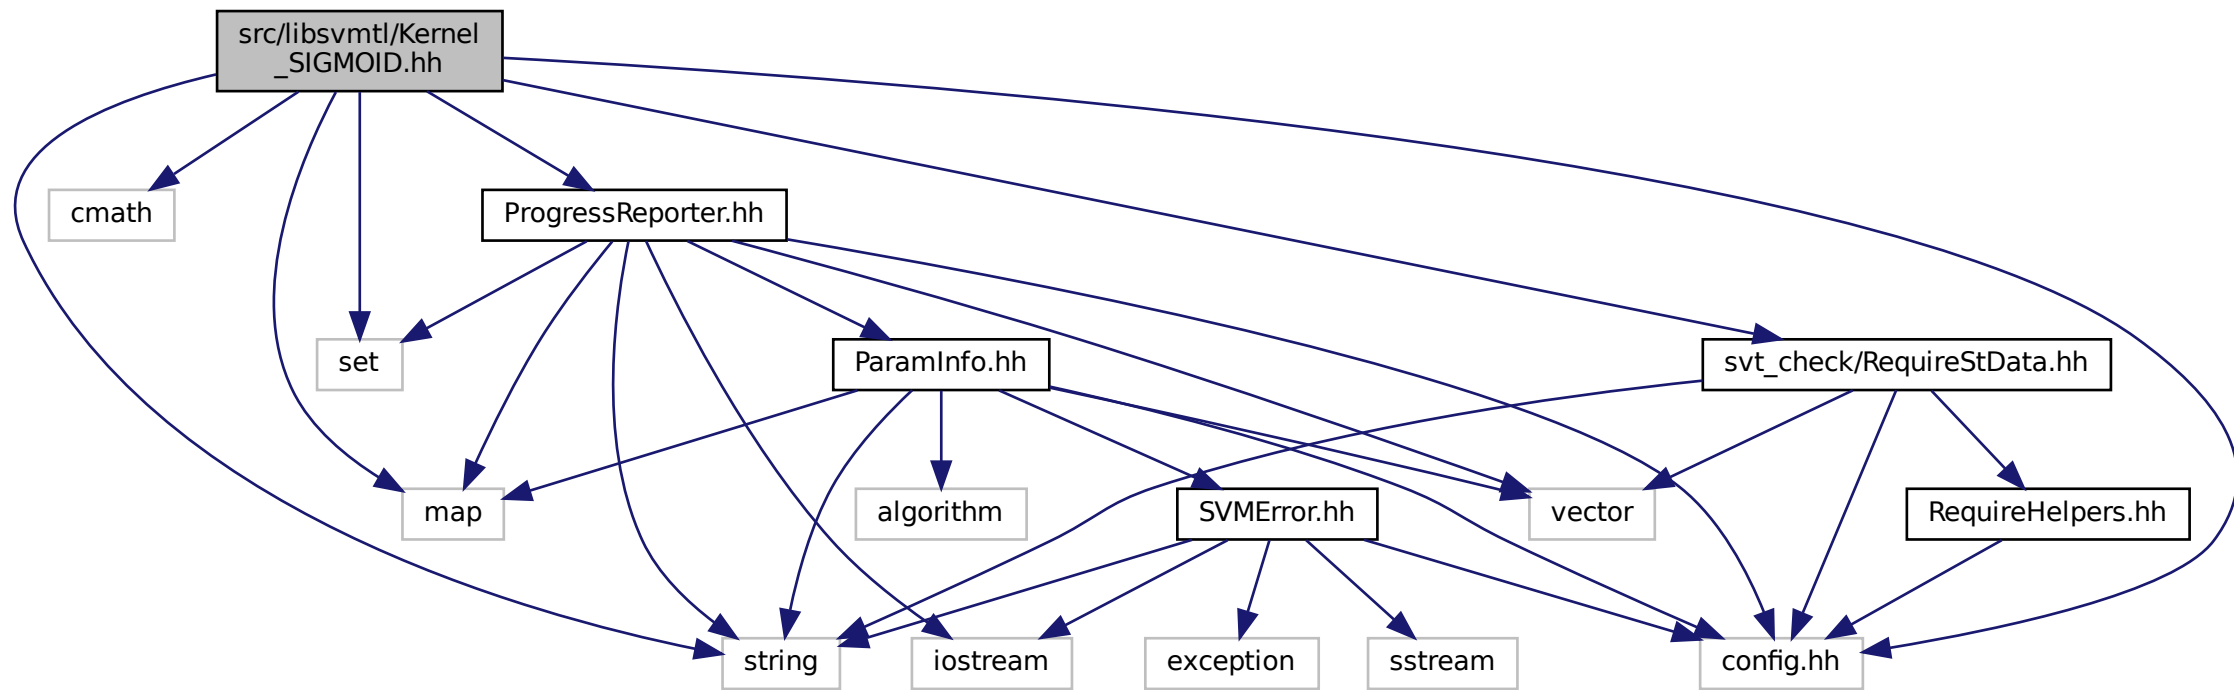 src/libsvmtl/Kernel
_SIGMOID.hh
cmath
ProgressReporter.hh
set
ParamInfo.hh
svt_check/RequireStData.hh
map
algorithm
SVMError.hh
vector
RequireHelpers.hh
string
iostream
exception
sstream
config.hh